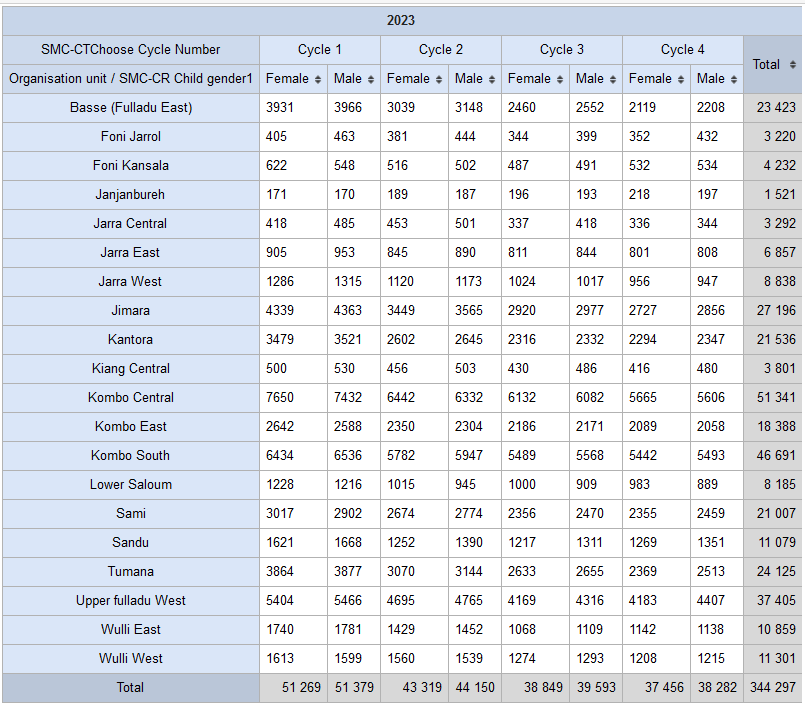 2023
SMC-CTChoose Cycle Number Cycle 1 Cycle 2 Cycle 3 Cycle 4 Total
Organisation unit / SMC-CR Child gender1 Female Male Female Male Female Male Female Male
Basse (Fulladu East) 3931 3966 3039 3148 2460 2552 2119 2208 23 423
Foni Jarrol 405 463 381 444 344 399 352 432 3 220
Foni Kansala 622 548 516 502 487 491 532 534 4 232
Janjanbureh 171 170 189 187 196 193 218 197 1 521
Jarra Central 418 485 453 501 337 418 336 344 3 292
Jarra East 905 953 845 890 811 844 801 808 6 857
Jarra West 1286 1315 1120 1173 1024 1017 956 947 8 838
Jimara 4339 4363 3449 3565 2920 2977 2727 2856 27 196
Kantora 3479 3521 2602 2645 2316 2332 2294 2347 21 536
Kiang Central 500 530 456 503 430 486 416 480 3 801
Kombo Central 7650 7432 6442 6332 6132 6082 5665 5606 51 341
Kombo East 2642 2588 2350 2304 2186 2171 2089 2058 18 388
Kombo South 6434 6536 5782 5947 5489 5568 5442 5493 46 691
Lower Saloum 1228 1216 1015 945 1000 909 983 889 8 185
Sami 3017 2902 2674 2774 2356 2470 2355 2459 21 007
Sandu 1621 1668 1252 1390 1217 1311 1269 1351 11 079
Tumana 3864 3877 3070 3144 2633 2655 2369 2513 24 125
Upper fulladu West 5404 5466 4695 4765 4169 4316 4183 4407 37 405
Wulli East 1740 1781 1429 1452 1068 1109 1142 1138 10 859
Wulli West 1613 1599 1560 1539 1274 1293 1208 1215 11 301
Total 51 269 51 379 43 319 44 150 38 849 39 593 37 456 38 282 344 297